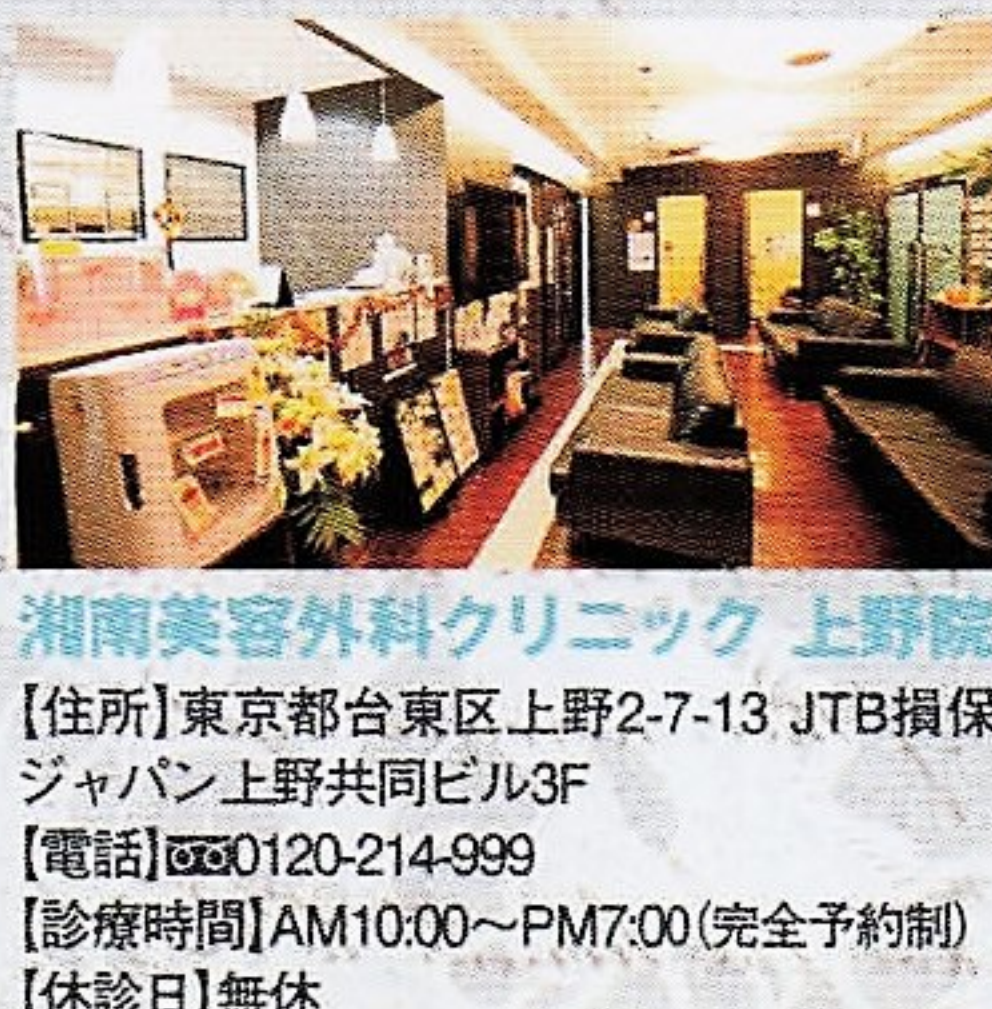 湘南美容外科クリニック 上野院
【住所】東京都台東区上野2-7-13 JTB損保
ジャパン上野共同ビル3F
【電話】0120-214-999
【診療時間】AM10:00〜PM7:00(完全予約制)
【休診日】無休